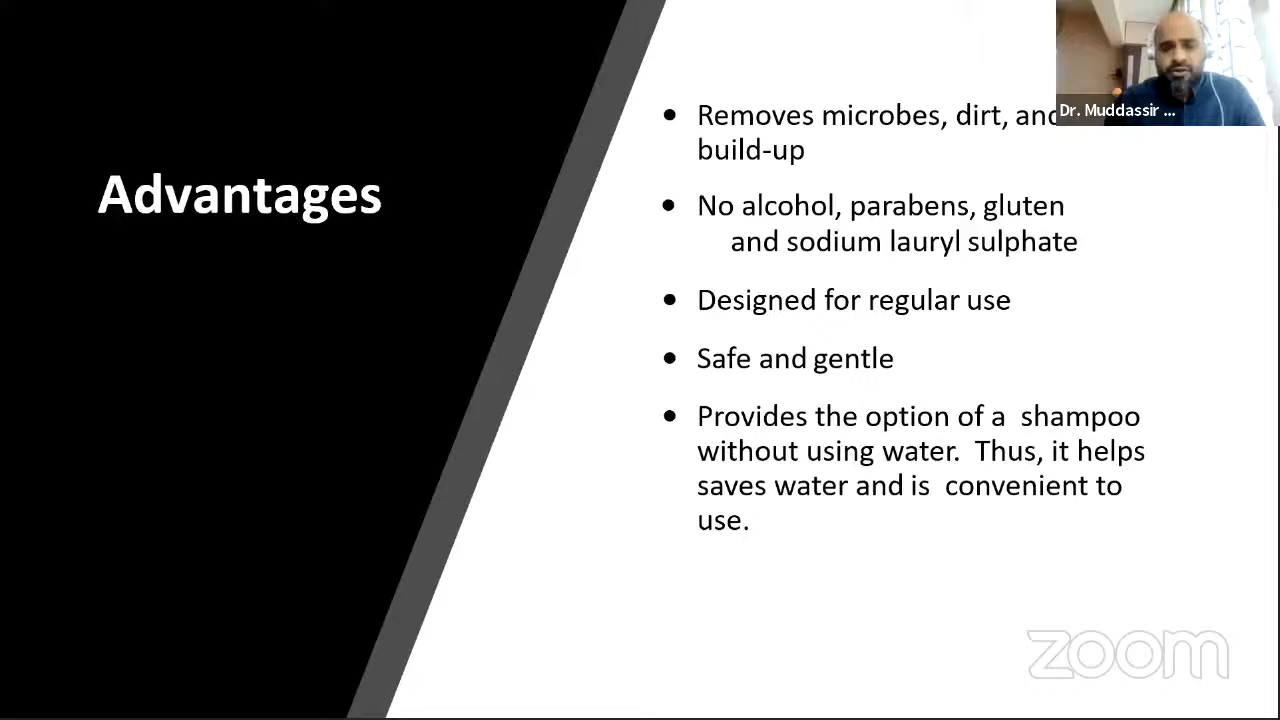 Advantages
• Removes microbes, dirt, and
build-up
• No alcohol, parabens, gluten
and sodium lauryl sulphate
• Designed for regular use
• Safe and gentle
• Provides the option of a shampoo
without using water. Thus, it helps
saves water and is convenient to
use.
Dr. Muddassir ...
zoom